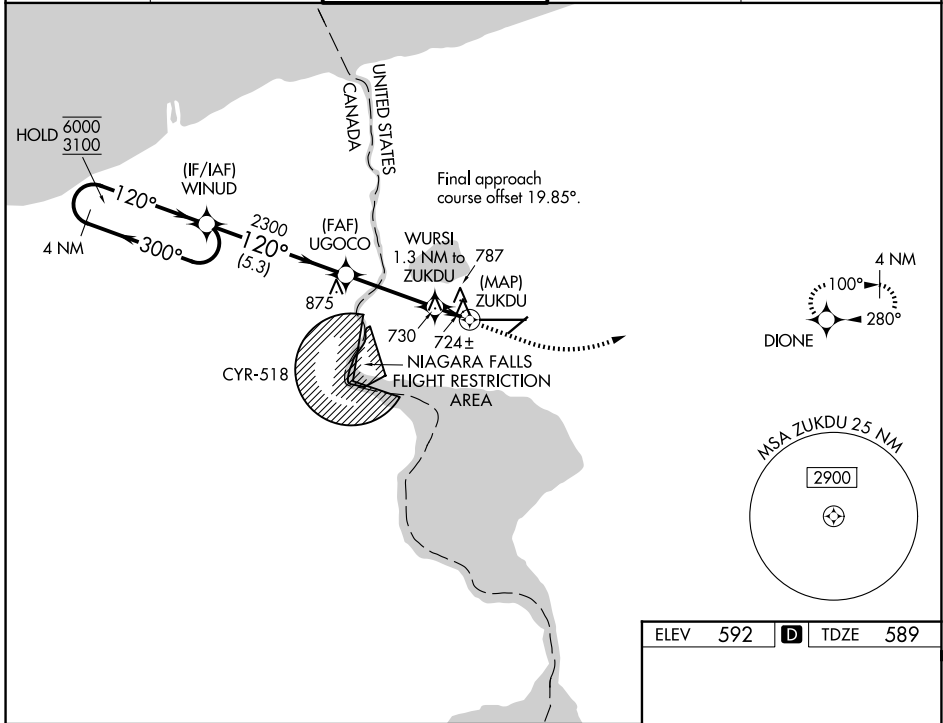 UNITED STATES
CANADA
HOLD 6000
3100
120°
(IF/IAF)
WINUD
4 NM
300°
2300
120°
(5.3)
(FAF)
UGOCO
875
Final approach
course offset 19.85°.
WURSI
1.3 NM to
ZUKDU
787
(MAP)
ZUKDU
730
724±
4 NM
100°
280°
DIONE
CYR-518
NIAGARA FALLS
FLIGHT RESTRICTION
AREA
MSA ZUKDU 25 NM
2900
ELEV 592 D TDZE 589